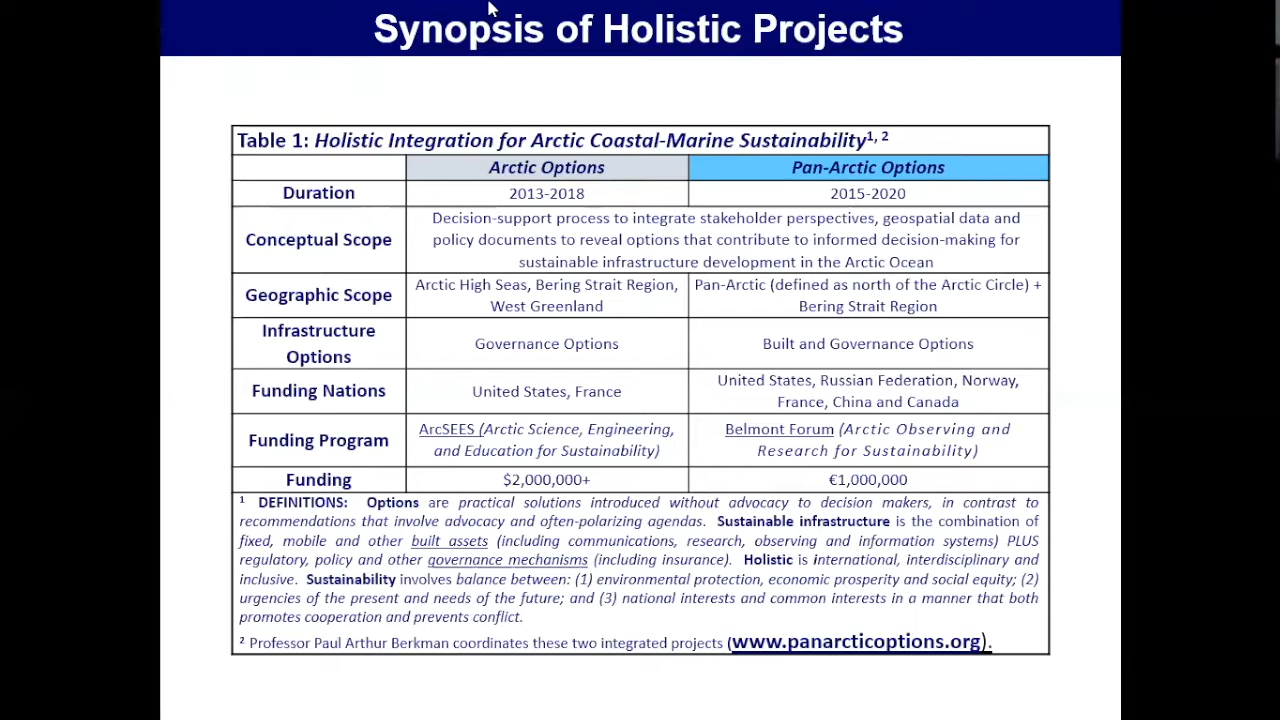 Synopsis of Holistic Projects
Table 1: Holistic Integration for Arctic Coastal-Marine Sustainability1, 2
Arctic Options
Pan-Arctic Options
Duration
2013-2018
2015-2020
Conceptual Scope
Decision-support process to integrate stakeholder perspectives, geospatial data and
policy documents to reveal options that contribute to informed decision-making for
sustainable infrastructure development in the Arctic Ocean
Geographic Scope
Arctic High Seas, Bering Strait Region,
West Greenland
Pan-Arctic (defined as north of the Arctic Circle) +
Bering Strait Region
Infrastructure
Options
Governance Options
Built and Governance Options
Funding Nations
United States, France
United States, Russian Federation, Norway,
France, China and Canada
Funding Program
ArcSEES (Arctic Science, Engineering,
and Education for Sustainability)
Belmont Forum (Arctic Observing and
Research for Sustainability)
Funding
$2,000,000+
€1,000,000
1 DEFINITIONS: Options are practical solutions introduced without advocacy to decision makers, in contrast to
recommendations that involve advocacy and often-polarizing agendas. Sustainable infrastructure is the combination of
fixed, mobile and other built assets (including communications, research, observing and information systems) PLUS
regulatory, policy and other governance mechanisms (including insurance). Holistic is international, interdisciplinary and
inclusive. Sustainability involves balance between: (1) environmental protection, economic prosperity and social equity; (2)
urgencies of the present and needs of the future; and (3) national interests and common interests in a manner that both
promotes cooperation and prevents conflict.
2 Professor Paul Arthur Berkman coordinates these two integrated projects (www.panarcticoptions.org).